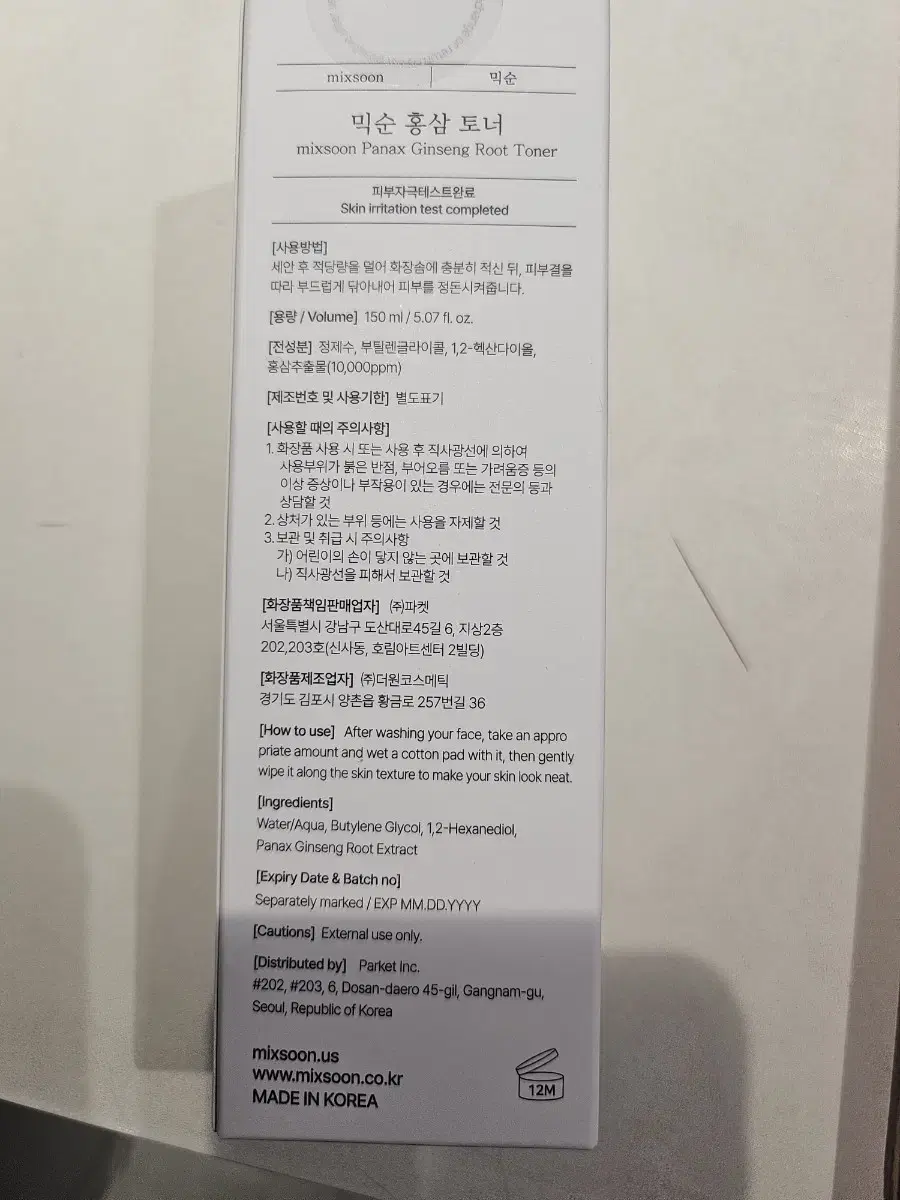 mixsoon 믹순
믹순 홍삼 토너
mixsoon Panax Ginseng Root Toner
피부자극테스트완료
Skin irritation test completed
[사용방법]
세안 후 적당량을 덜어 화장솜에 충분히 적신 뒤, 피부결을
따라 부드럽게 닦아내어 피부를 정돈시켜줍니다.
[용량 / Volume] 150 ml / 5.07 fl. oz.
[전성분] 정제수, 부틸렌글라이콜, 1,2-헥산다이올,
홍삼추출물(10,000ppm)
[제조번호 및 사용기한] 별도표기
[사용할 때의 주의사항]
1. 화장품 사용 시 또는 사용 후 직사광선에 의하여
사용부위가 붉은 반점, 부어오름 또는 가려움증 등의
이상 증상이나 부작용이 있는 경우에는 전문의 등과
상담할 것
2. 상처가 있는 부위 등에는 사용을 자제할 것
3. 보관 및 취급 시 주의사항
가) 어린이의 손이 닿지 않는 곳에 보관할 것
나) 직사광선을 피해서 보관할 것
[화장품책임판매업자] ㈜파켓
서울특별시 강남구 도산대로45길 6, 지상2층
202,203호(신사동, 호림아트센터 2빌딩)
[화장품제조업자] ㈜더원코스메틱
경기도 김포시 양촌읍 황금로 257번길 36
[How to use] After washing your face, take an appro
priate amount and wet a cotton pad with it, then gently
wipe it along the skin texture to make your skin look neat.
[Ingredients]
Water/Aqua, Butylene Glycol, 1,2-Hexanediol,
Panax Ginseng Root Extract
[Expiry Date & Batch no]
Separately marked / EXP MM.DD.YYYY
[Cautions] External use only.
[Distributed by] Parket Inc.
#202, #203, 6, Dosan-daero 45-gil, Gangnam-gu,
Seoul, Republic of Korea
mixsoon.us
www.mixsoon.co.kr
MADE IN KOREA
12M